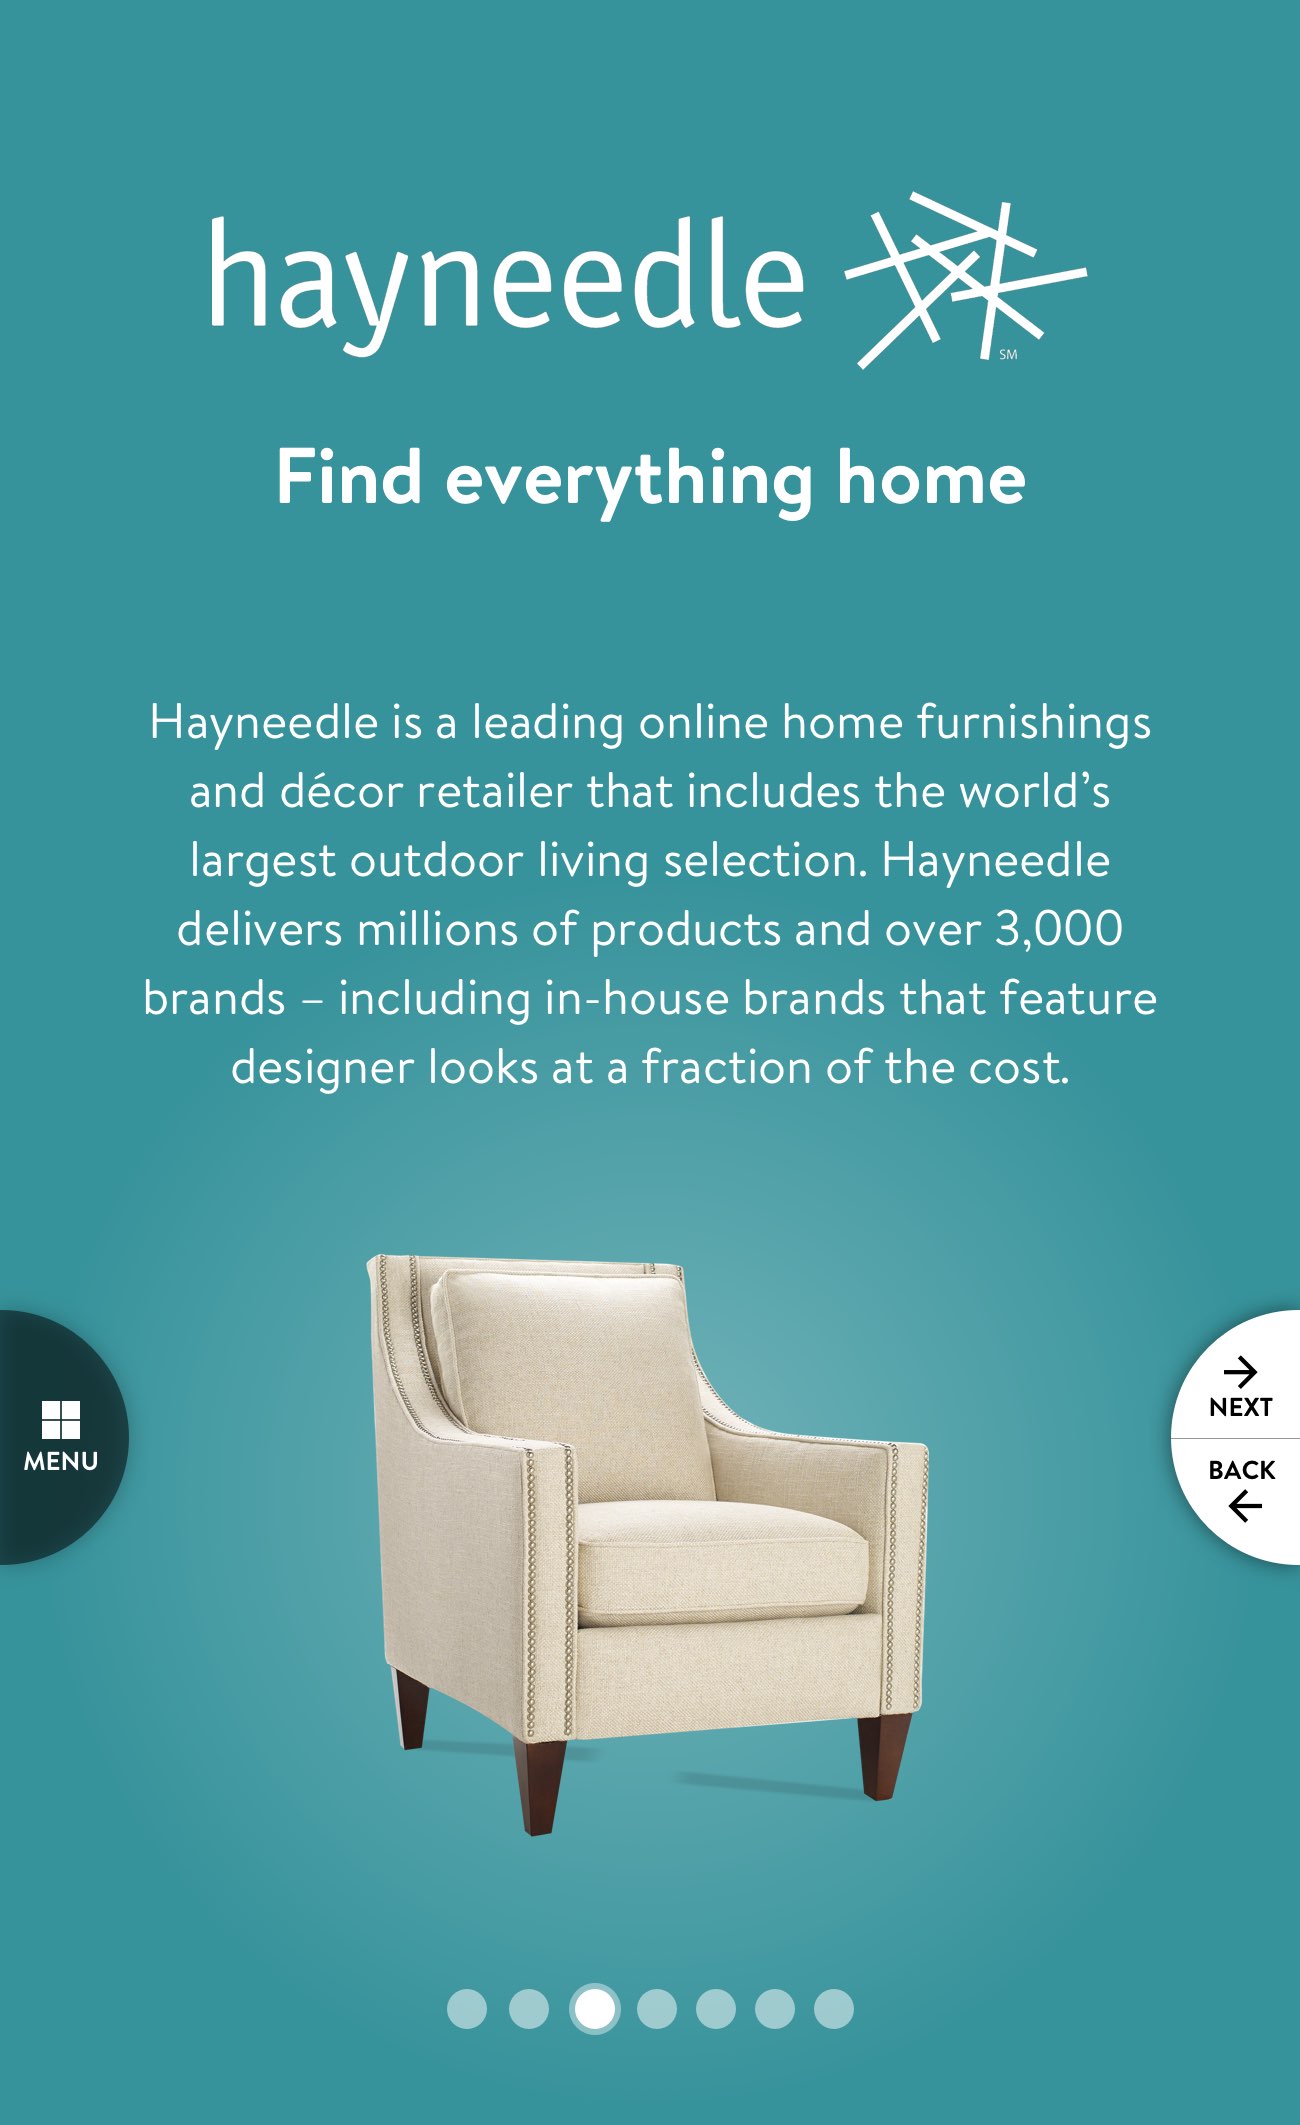 hayneedle
SM
Find everything home
Hayneedle is a leading online home furnishings
and décor retailer that includes the world’s
largest outdoor living selection. Hayneedle
delivers millions of products and over 3,000
brands – including in-house brands that feature
designer looks at a fraction of the cost.
MENU
NEXT
BACK